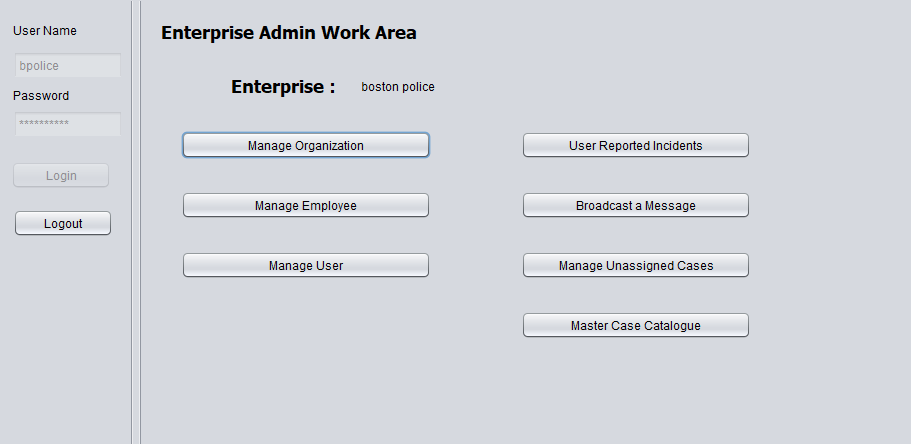 User Name
bpolice
Password
**********
Login
Logout
Enterprise Admin Work Area
Enterprise : boston police
Manage Organization
User Reported Incidents
Manage Employee
Broadcast a Message
Manage User
Manage Unassigned Cases
Master Case Catalogue